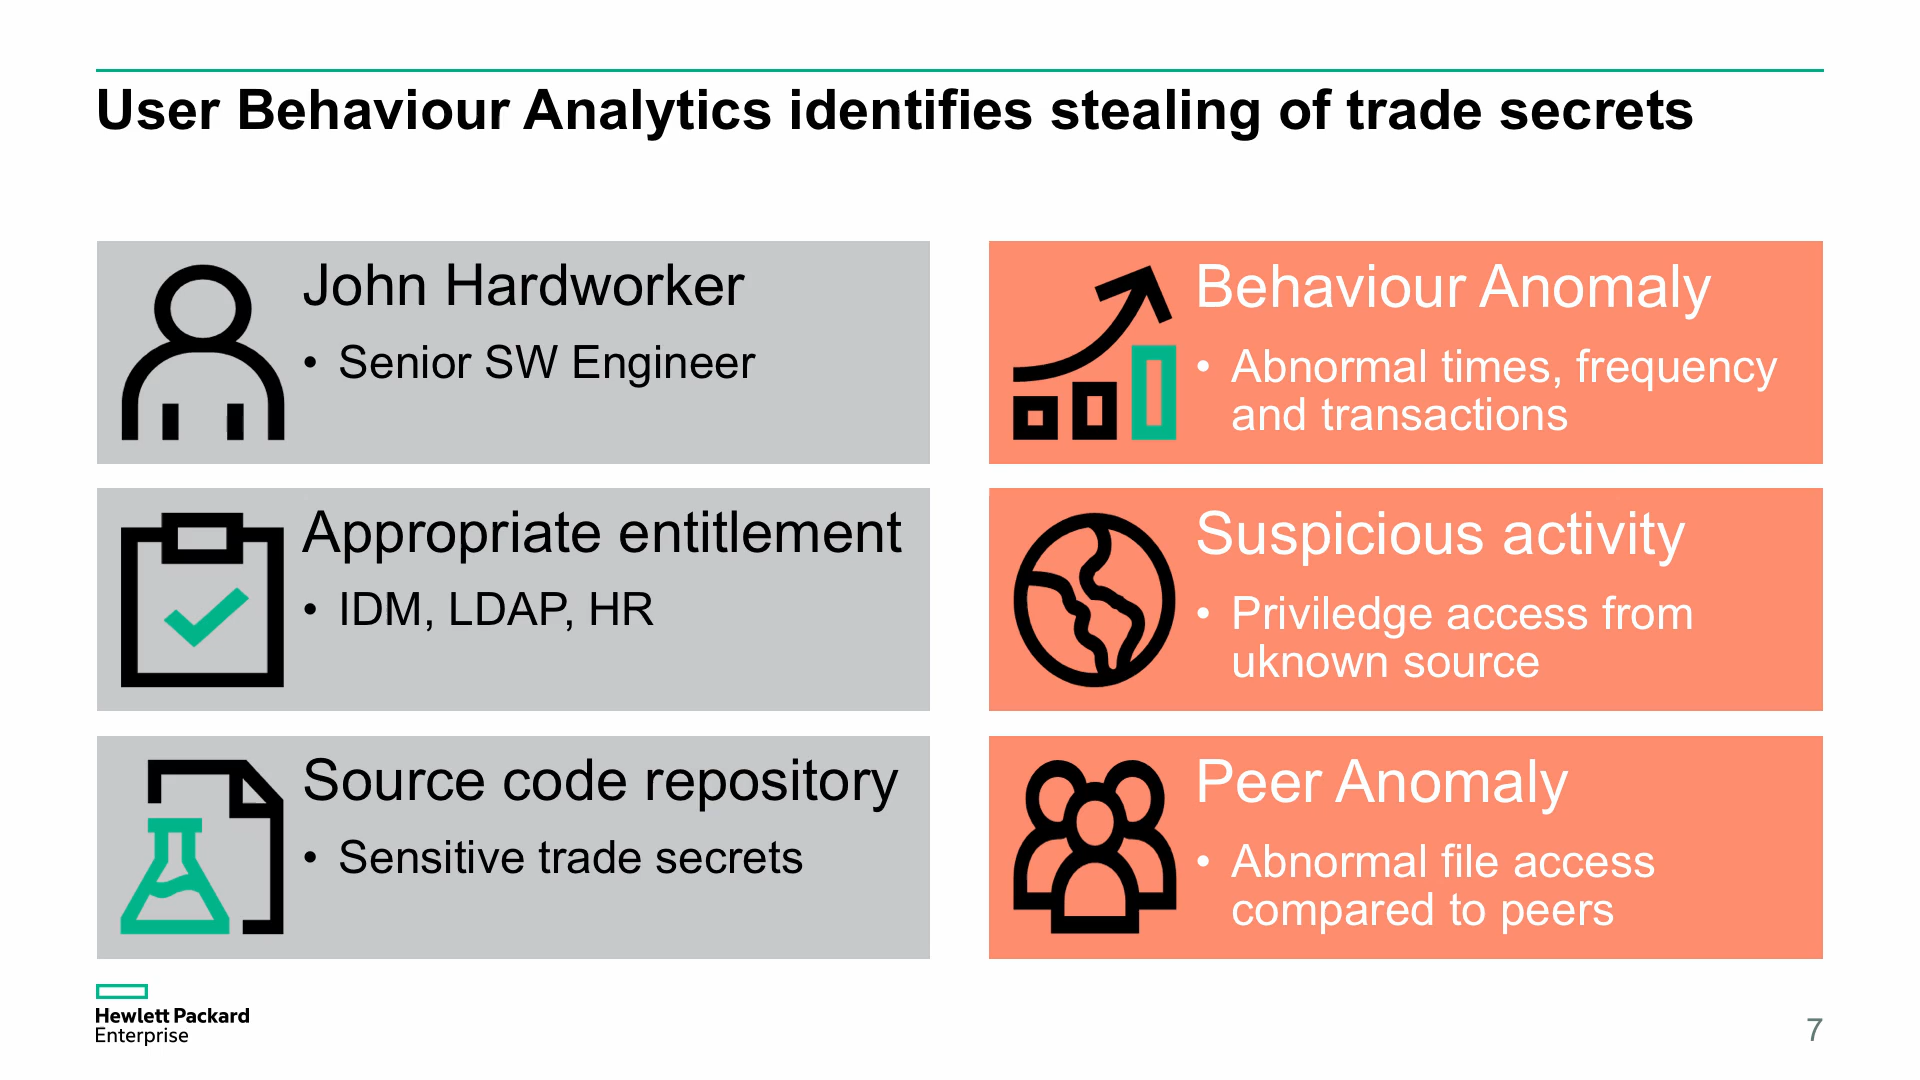 User Behaviour Analytics identifies stealing of trade secrets
John Hardworker
• Senior SW Engineer
Appropriate entitlement
• IDM, LDAP, HR
Source code repository
• Sensitive trade secrets
Behaviour Anomaly
• Abnormal times, frequency
and transactions
Suspicious activity
• Priviledge access from
uknown source
Peer Anomaly
• Abnormal file access
compared to peers
Hewlett Packard
Enterprise
7